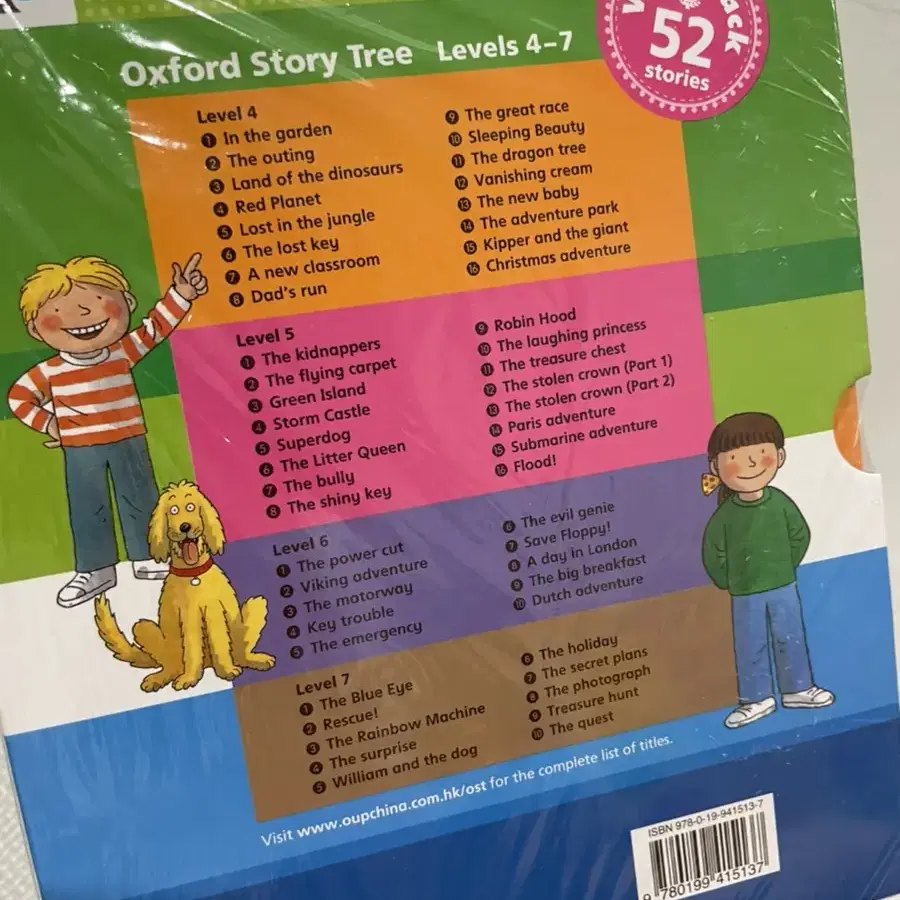 Oxford Story Tree Levels 4–7
52
stories
Level 4
1 In the garden
2 The outing
3 Land of the dinosaurs
4 Red Planet
5 Lost in the jungle
6 The lost key
7 A new classroom
8 Dad's run
9 The great race
10 Sleeping Beauty
11 The dragon tree
12 Vanishing cream
13 The new baby
14 The adventure park
15 Kipper and the giant
16 Christmas adventure
Level 5
1 The kidnappers
2 The flying carpet
3 Green Island
4 Storm Castle
5 Superdog
6 The Litter Queen
7 The bully
8 The shiny key
9 Robin Hood
10 The laughing princess
11 The treasure chest
12 The stolen crown (Part 1)
13 The stolen crown (Part 2)
14 Paris adventure
15 Submarine adventure
16 Flood!
Level 6
1 The power cut
2 Viking adventure
3 The motorway
4 Key trouble
5 The emergency
6 The evil genie
7 Save Floppy!
8 A day in London
9 The big breakfast
10 Dutch adventure
Level 7
1 The Blue Eye
2 Rescue!
3 The Rainbow Machine
4 The surprise
5 William and the dog
6 The holiday
7 The secret plans
8 The photograph
9 Treasure hunt
10 The quest
Visit www.oupchina.com.hk/ost for the complete list of titles.
ISBN 978-0-19-941513-7
9 780199 415137